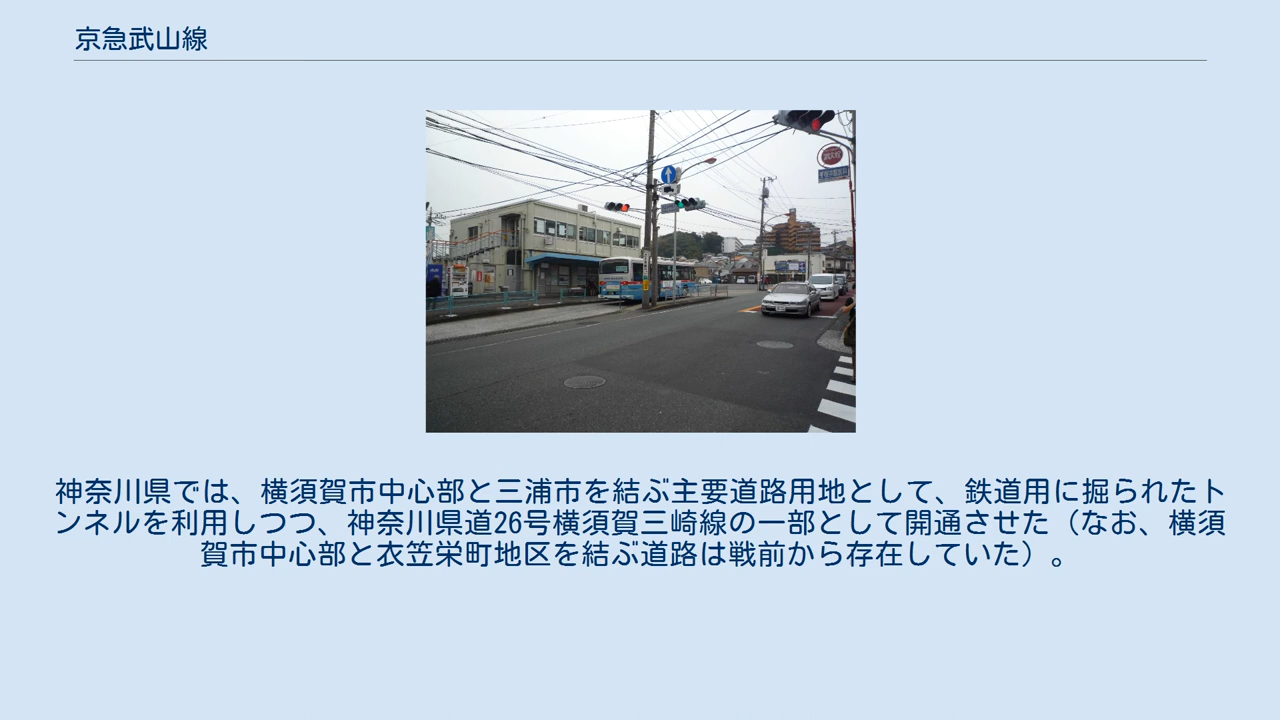 京急武山線
神奈川県では、横須賀市中心部と三浦市を結ぶ主要道路用地として、鉄道用に掘られたト
ンネルを利用しつつ、神奈川県道26号横須賀三崎線の一部として開通させた（なお、横須
賀市中心部と衣笠栄町地区を結ぶ道路は戦前から存在していた）。